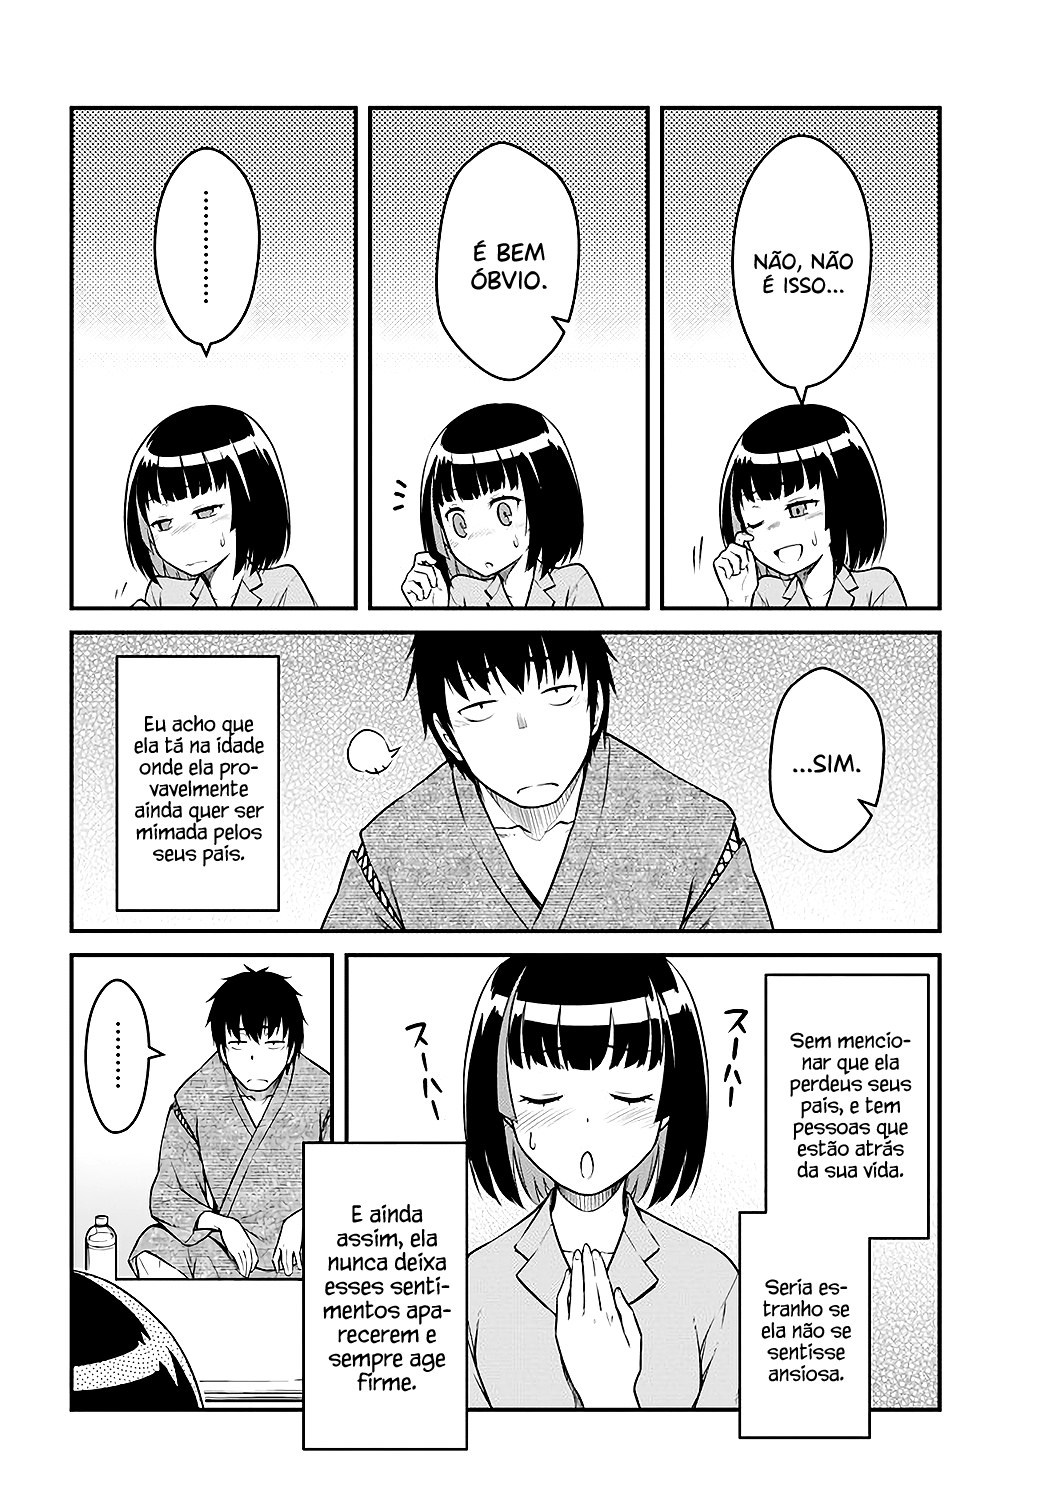 NÃO, NÃO
É ISSO...
É BEM
ÓBVIO.
...........
...SIM.
Eu acho que
ela tá na idade
onde ela pro-
vavelmente
ainda quer ser
mimada pelos
seus pais.
Sem mencio-
nar que ela
perdeus seus
pais, e tem
pessoas que
estão atrás
da sua vida.
Seria es-
tranho se
ela não se
sentisse
ansiosa.
スーハー
スーハー
E ainda
assim, ela
nunca deixa
esses senti-
mentos apa-
recerem e
sempre age
firme.
...........